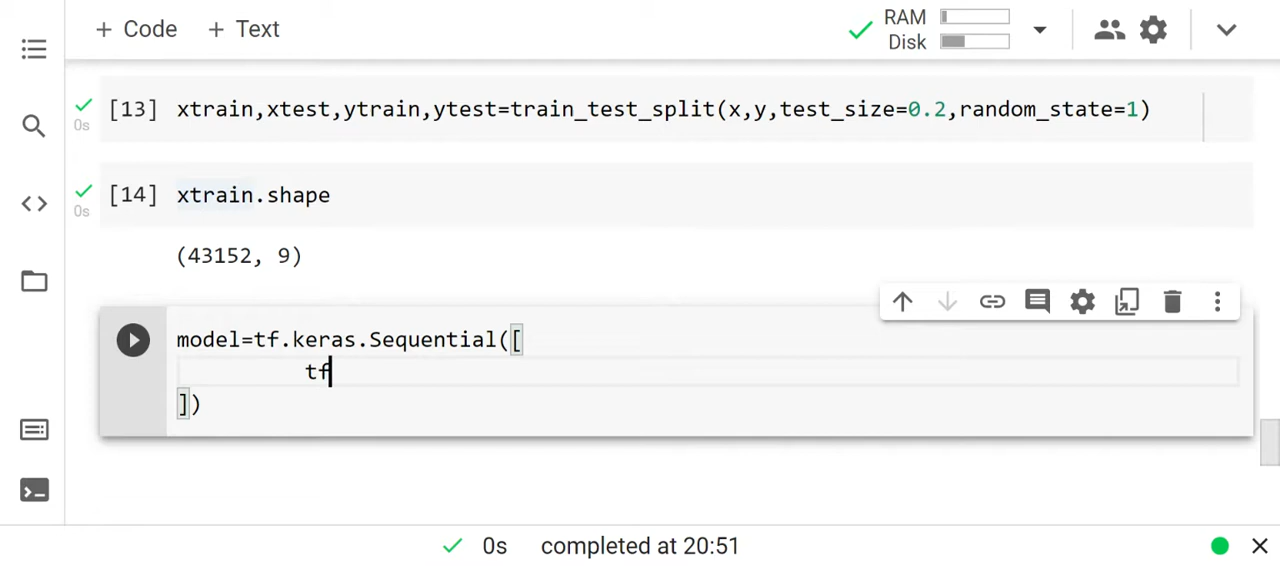 + Code + Text
RAM
Disk
[13] xtrain,xtest,ytrain,ytest=train_test_split(x,y,test_size=0.2,random_state=1)
0s
[14] xtrain.shape
0s
(43152, 9)
model=tf.keras.Sequential([
tf
])
0s completed at 20:51